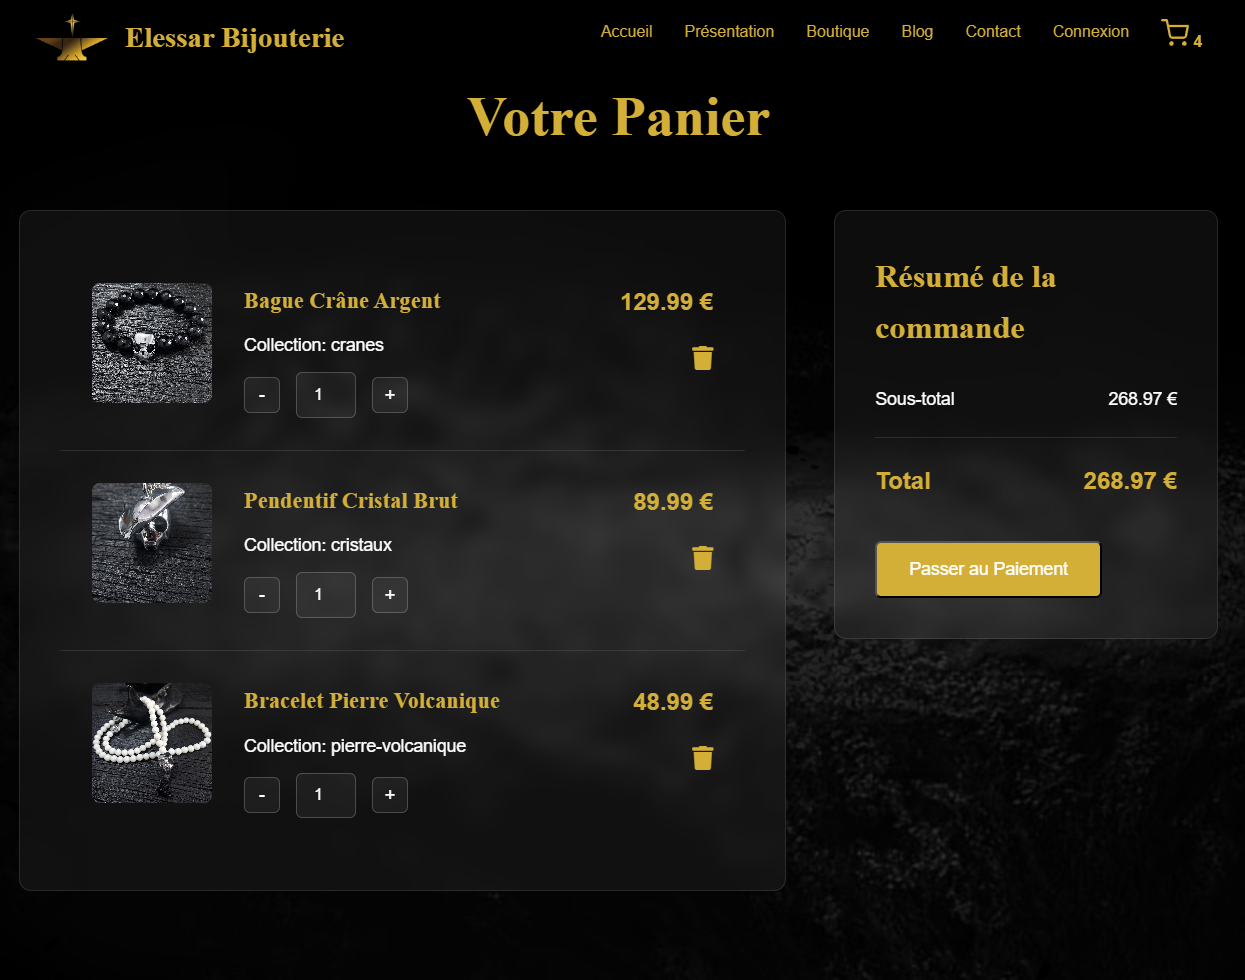 Elessar Bijouterie
Accueil Présentation Boutique Blog Contact Connexion 4
Votre Panier
Bague Crâne Argent
129.99 €
Collection: cranes
- 1 +
Pendentif Cristal Brut
89.99 €
Collection: cristaux
- 1 +
Bracelet Pierre Volcanique
48.99 €
Collection: pierre-volcanique
- 1 +
Résumé de la
commande
Sous-total 268.97 €
Total 268.97 €
Passer au Paiement